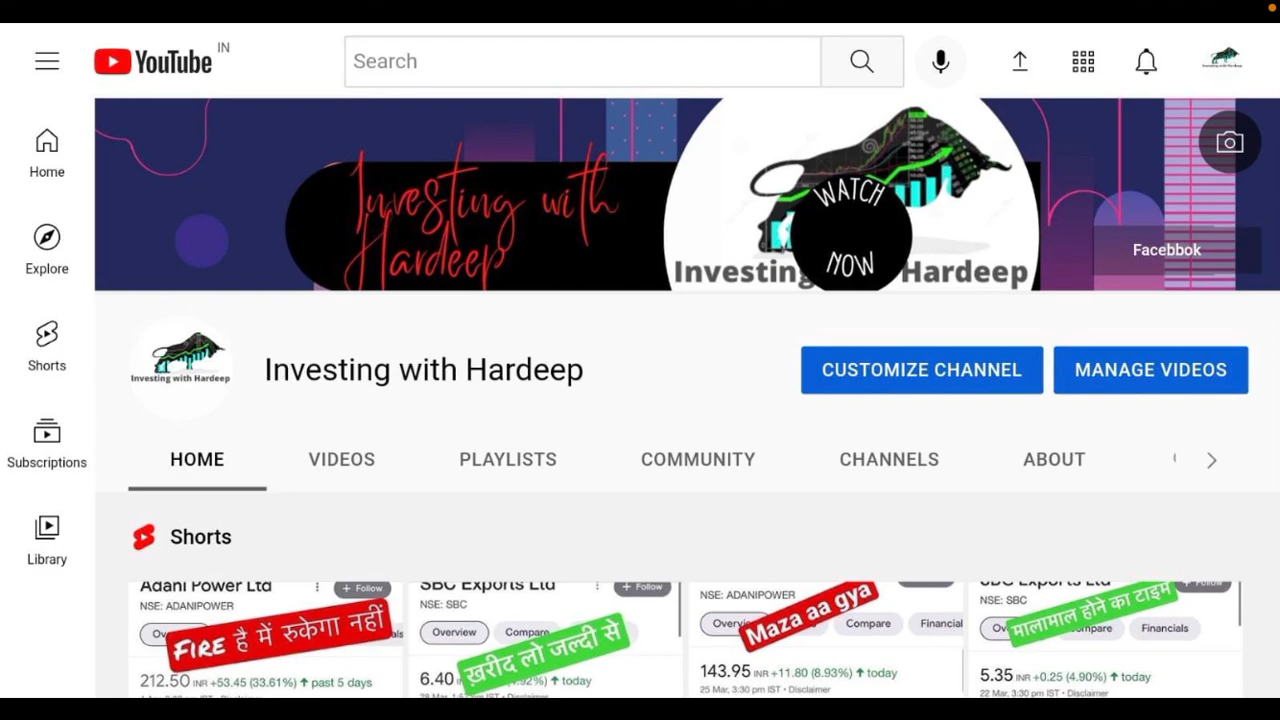 YouTube IN
Search
Home
Explore
Shorts
Subscriptions
Library
Investing with
Hardeep
WATCH
NOW
Investing Hardeep
Facebbok
Investing with Hardeep
Investing with Hardeep
CUSTOMIZE CHANNEL
MANAGE VIDEOS
HOME
VIDEOS
PLAYLISTS
COMMUNITY
CHANNELS
ABOUT
Shorts
Adani Power Ltd
+ Follow
NSE: ADANIPOWER
FIRE है में रुकेगा नहीं
212.50 INR +53.45 (33.61%) ↑ past 5 days
SBC Exports Ltd
+ Follow
NSE: SBC
Overview
Compare
ख़रीद लो जल्दी से
6.40
today
NSE: ADANIPOWER
Maza aa gya
Compare
Financial
143.95 INR +11.80 (8.93%) ↑ today
25 Mar, 3:30 pm IST • Disclaimer
SBC Exports Ltd
NSE: SBC
मालामाल होने का टाइम
Financials
5.35 INR +0.25 (4.90%) ↑ today
22 Mar, 3:30 pm IST • Disclaimer